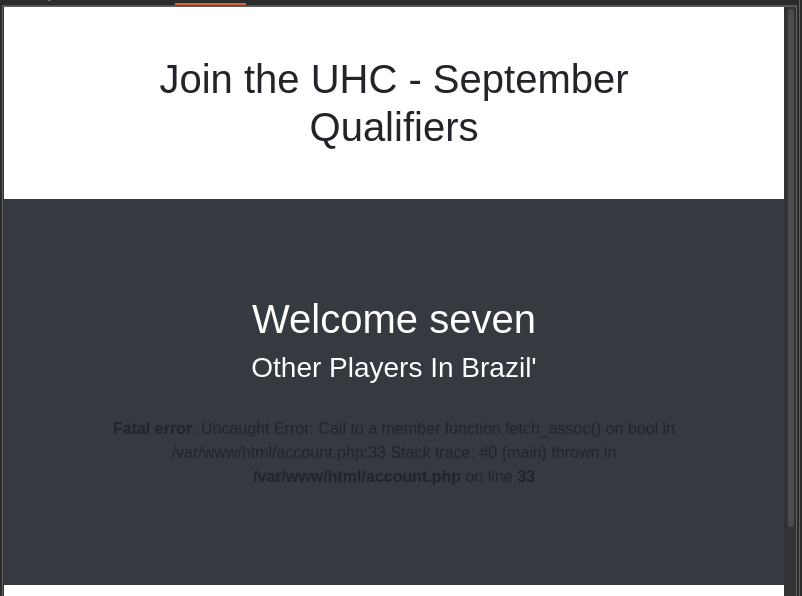 Join the UHC - September
Qualifiers
Welcome seven
Other Players In Brazil'
Fatal error: Uncaught Error: Call to a member function fetch_assoc() on bool in
/var/www/html/account.php:33 Stack trace: #0 {main} thrown in
/var/www/html/account.php on line 33